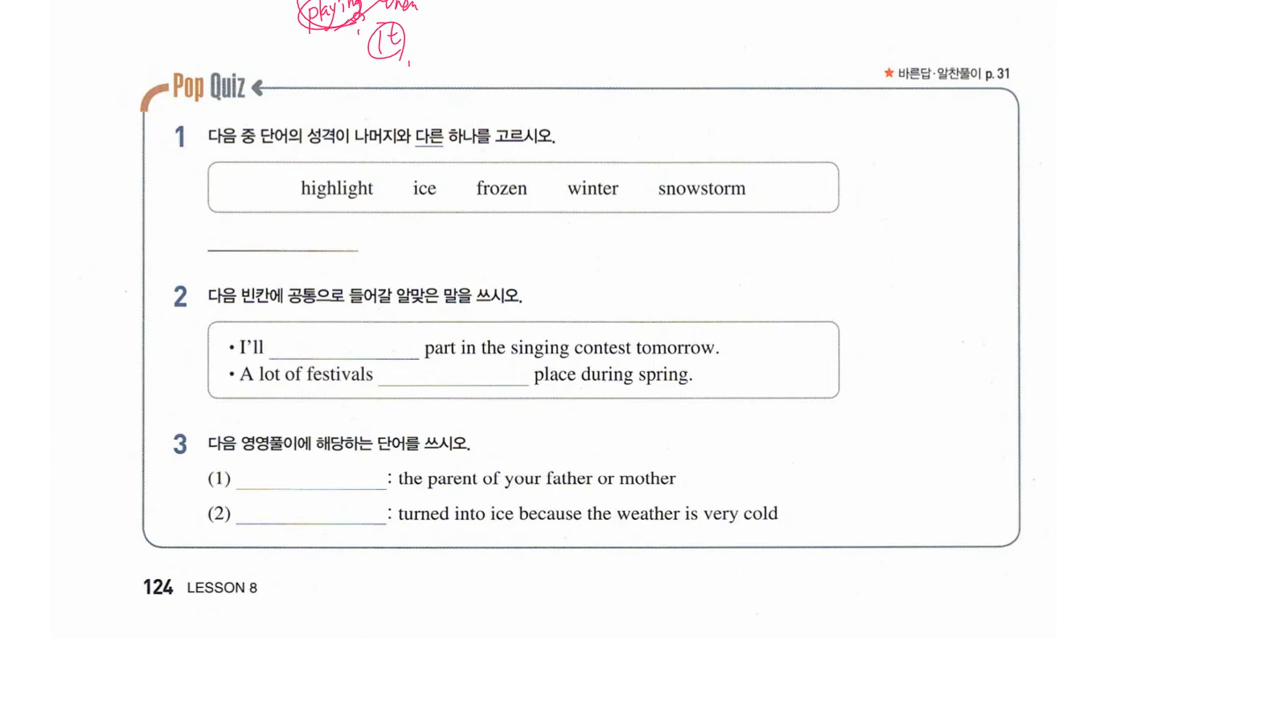 playing then
it
★ 바른답·알찬풀이 p. 31
Pop Quiz
1 다음 중 단어의 성격이 나머지와 다른 하나를 고르시오.
highlight ice frozen winter snowstorm
2 다음 빈칸에 공통으로 들어갈 알맞은 말을 쓰시오.
• I'll ____________ part in the singing contest tomorrow.
• A lot of festivals ____________ place during spring.
3 다음 영영풀이에 해당하는 단어를 쓰시오.
(1) ____________ : the parent of your father or mother
(2) ____________ : turned into ice because the weather is very cold
124 LESSON 8